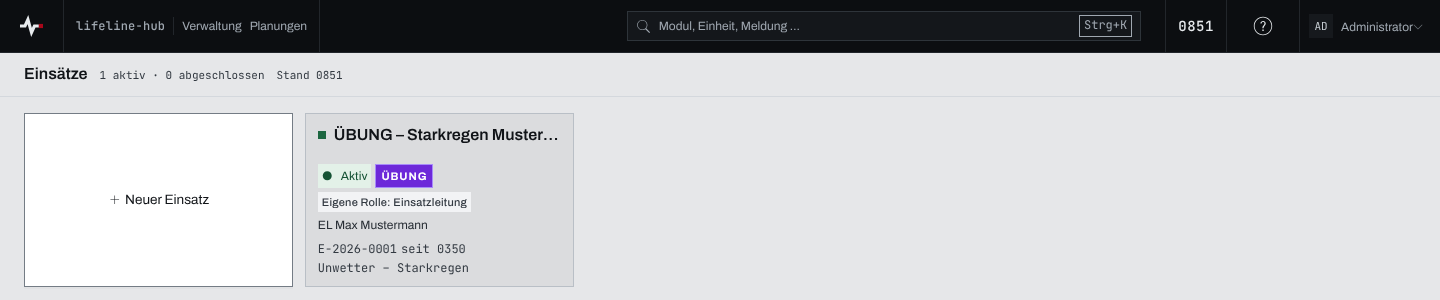 lifeline-hub Verwaltung Planungen Modul, Einheit, Meldung ... Strg+K 0851 ? AD Administrator
Einsätze 1 aktiv · 0 abgeschlossen Stand 0851
+ Neuer Einsatz
ÜBUNG – Starkregen Muster...
Aktiv ÜBUNG
Eigene Rolle: Einsatzleitung
EL Max Mustermann
E-2026-0001 seit 0350
Unwetter – Starkregen